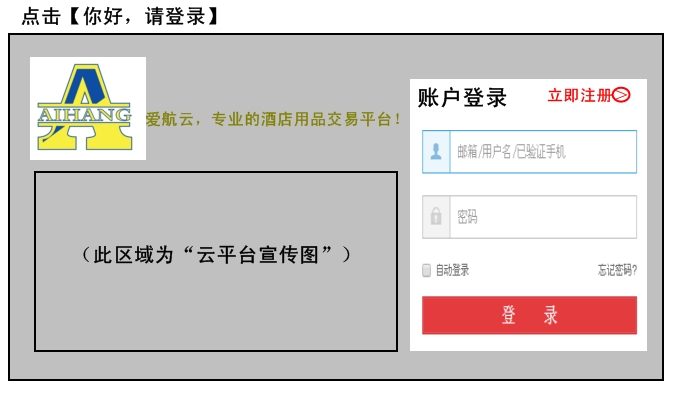 点击【你好，请登录】
AIHANG
爱航云，专业的酒店用品交易平台！
账户登录
立即注册>
邮箱/用户名/已验证手机
密码
自动登录
忘记密码?
登 录
（此区域为“云平台宣传图”）